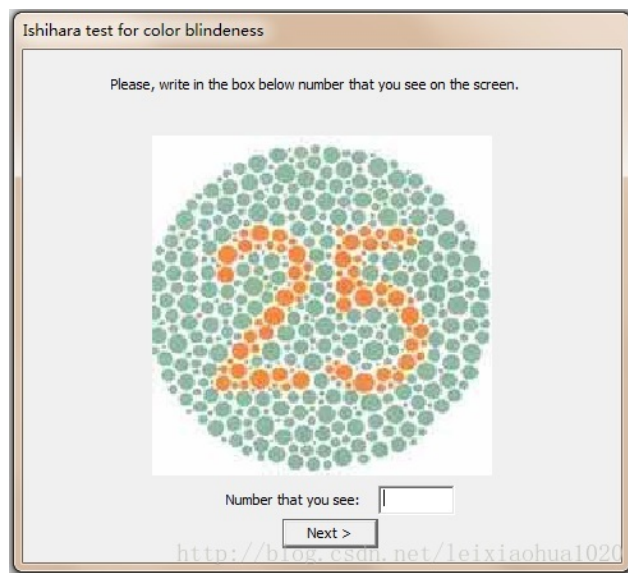 Ishihara test for color blindeness
Please, write in the box below number that you see on the screen.
25
Number that you see:
Next >
http://blog.csdn.net/leixiaohua1020